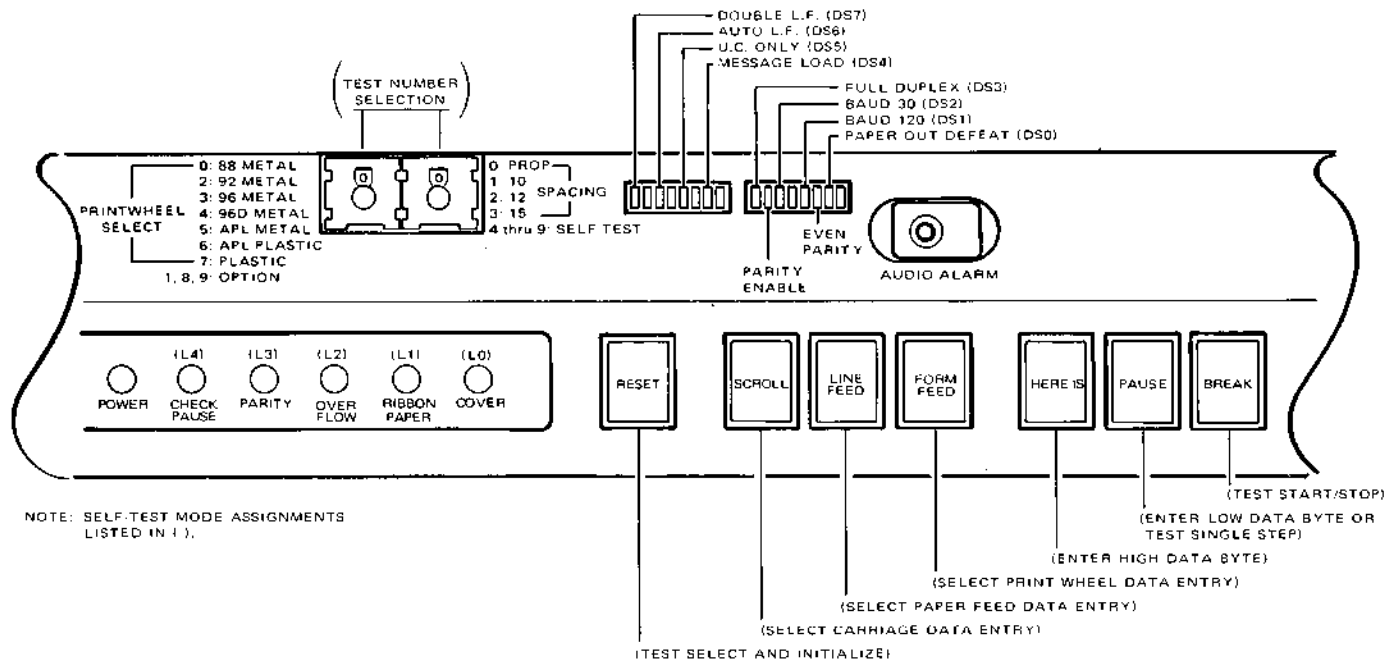 DOUBLE L.F. (DS7)
AUTO L.F. (DS6)
U.C. ONLY (DS5)
MESSAGE LOAD (DS4)
FULL DUPLEX (DS3)
BAUD 30 (DS2)
BAUD 120 (DS1)
PAPER OUT DEFEAT (DS0)
(TEST NUMBER
SELECTION)
PRINTWHEEL
SELECT
0: 88 METAL
2: 92 METAL
3: 96 METAL
4: 96D METAL
5: APL METAL
6: APL PLASTIC
7: PLASTIC
1, 8, 9: OPTION
0 0
0 PROP
1 10
2: 12
3: 15
SPACING
4 thru 9: SELF TEST
PARITY
ENABLE
EVEN
PARITY
AUDIO ALARM
POWER
(L4)
CHECK
PAUSE
(L3)
PARITY
(L2)
OVER
FLOW
(L1)
RIBBON
PAPER
(L0)
COVER
RESET
SCROLL
LINE
FEED
FORM
FEED
HERE IS
PAUSE
BREAK
(TEST START/STOP)
(ENTER LOW DATA BYTE OR
TEST SINGLE STEP)
(ENTER HIGH DATA BYTE)
(SELECT PRINT WHEEL DATA ENTRY)
(SELECT PAPER FEED DATA ENTRY)
(SELECT CARRIAGE DATA ENTRY)
(TEST SELECT AND INITIALIZE)
NOTE: SELF-TEST MODE ASSIGNMENTS
LISTED IN ( ).